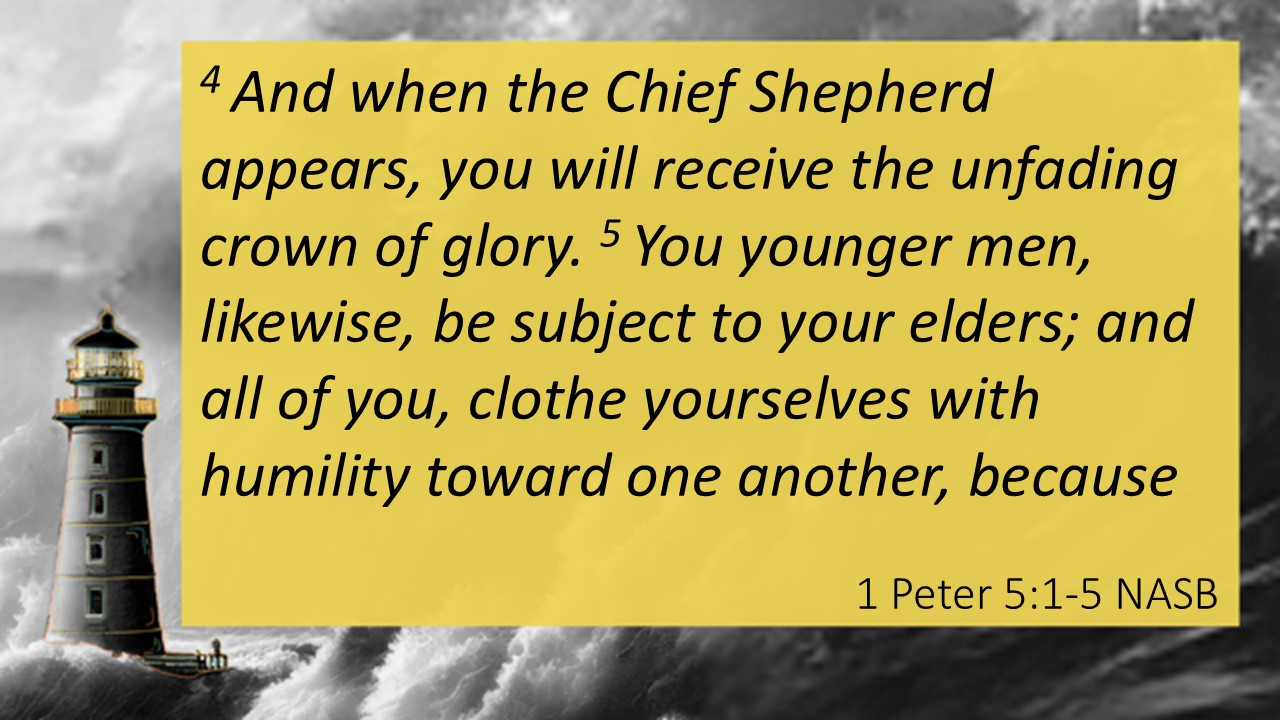 4 And when the Chief Shepherd
appears, you will receive the unfading
crown of glory. 5 You younger men,
likewise, be subject to your elders; and
all of you, clothe yourselves with
humility toward one another, because
1 Peter 5:1-5 NASB